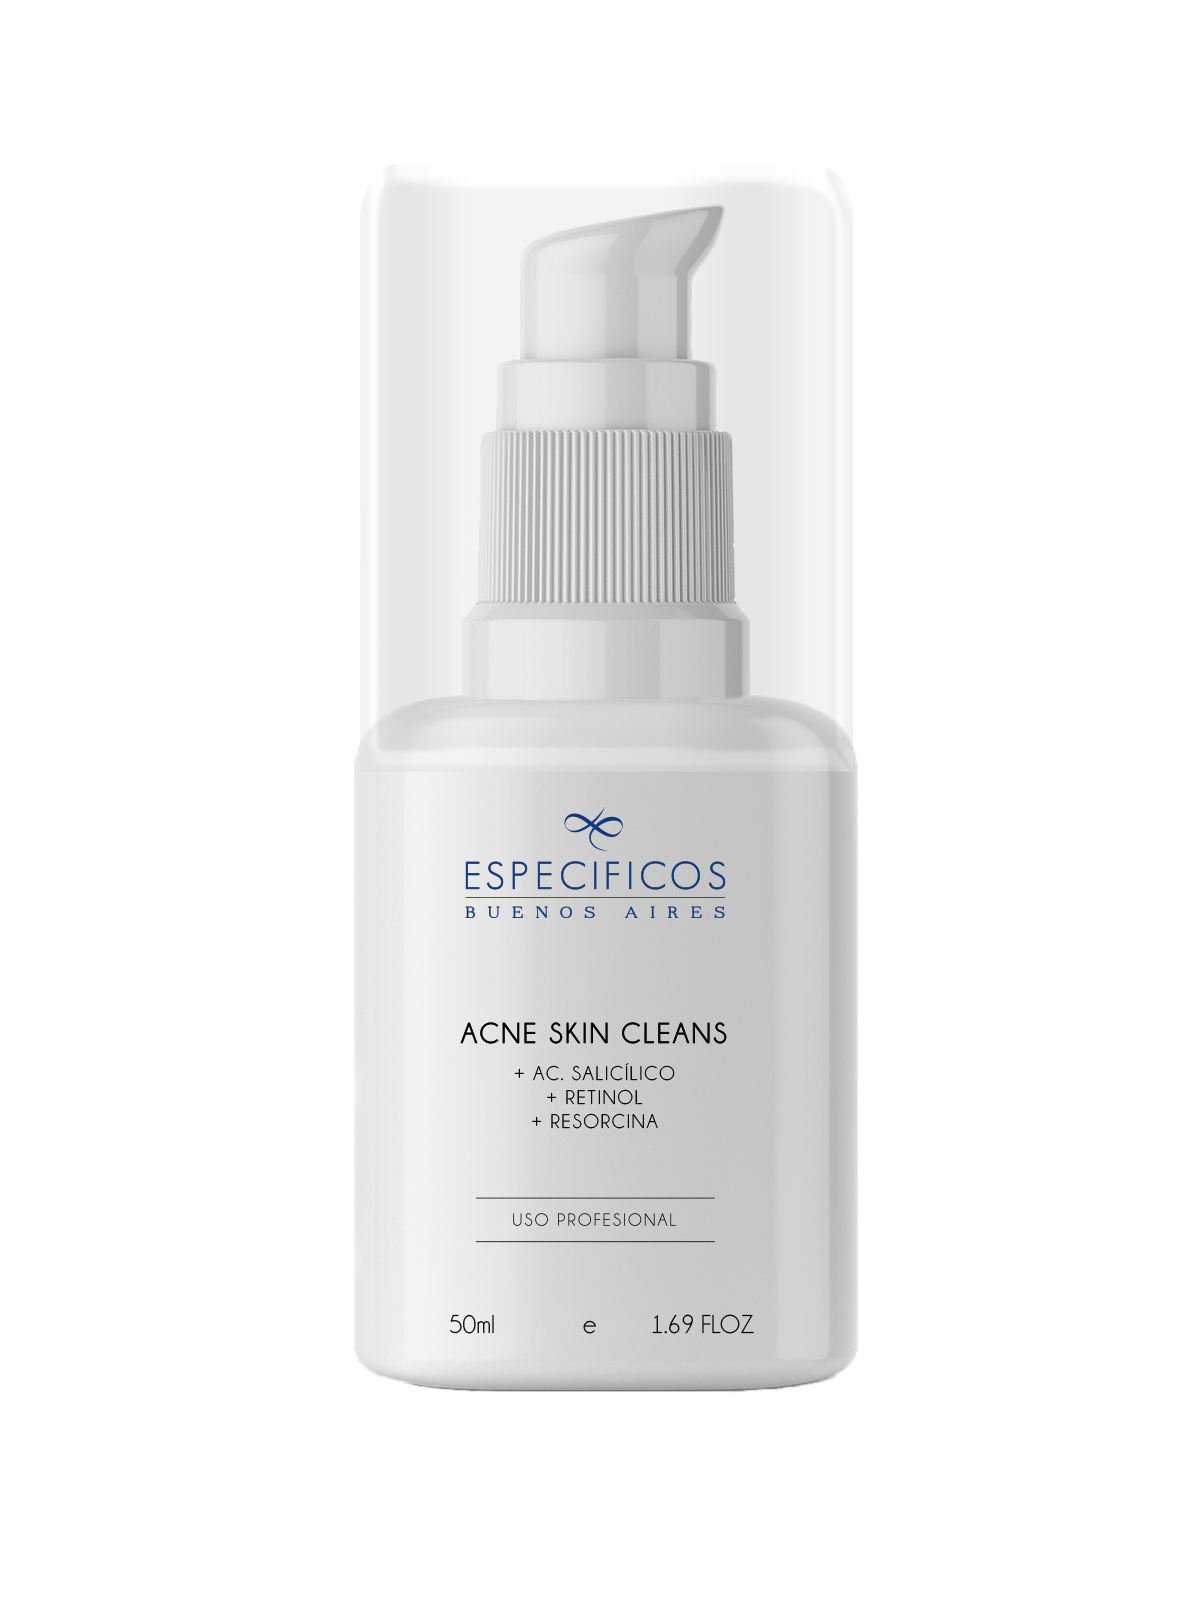 ESPECIFICOS
BUENOS AIRES
ACNE SKIN CLEANS
+ AC. SALICÍLICO
+ RETINOL
+ RESORCINA
USO PROFESIONAL
50ml e 1.69 FLOZ